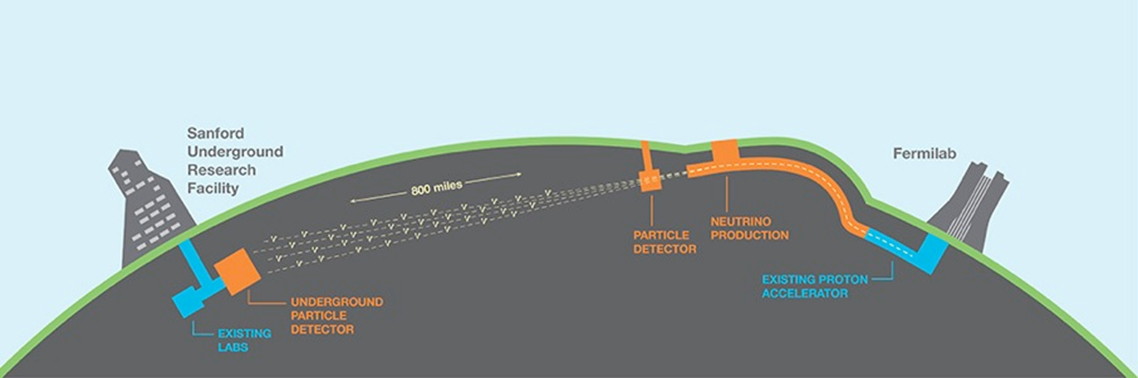 Sanford
Underground
Research
Facility
Fermilab
800 miles
PARTICLE
DETECTOR
NEUTRINO
PRODUCTION
EXISTING PROTON
ACCELERATOR
UNDERGROUND
PARTICLE
DETECTOR
EXISTING
LABS